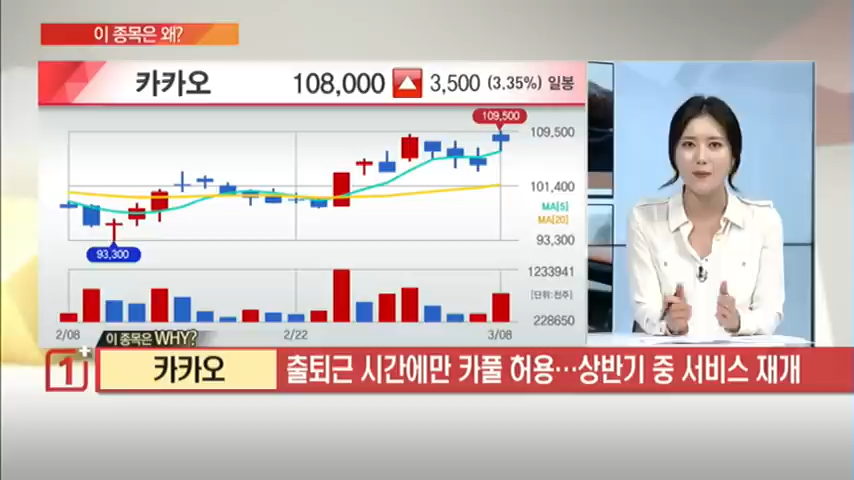 이 종목은 왜?
카카오 108,000 3,500 (3.35%) 일봉
109,500
109,500
101,400
MA[5]
MA[20]
93,300
93,300
1233941
[단위:천주]
228650
2/08 2/22 3/08
이 종목은 WHY?
1+ 카카오 출퇴근 시간에만 카풀 허용…상반기 중 서비스 재개